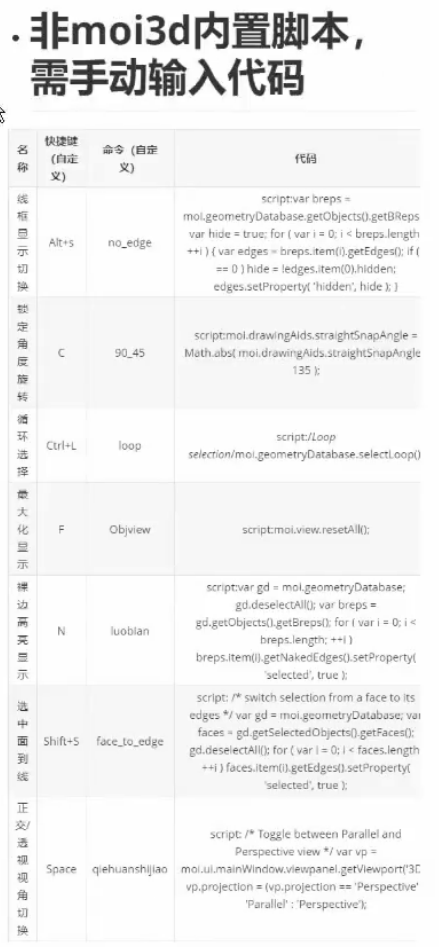 • 非moi3d内置脚本，
需手动输入代码
名
称
快捷键
（自定
义）
命令（自定
义）
代码
线
框
显
示
切
换
Alt+s
no_edge
script:var breps =
moi.geometryDatabase.getObjects().getBReps
var hide = true; for ( var i = 0; i < breps.length
++i ) { var edges = breps.item(i).getEdges(); if (
== 0 ) hide = !edges.item(0).hidden;
edges.setProperty( 'hidden', hide ); }
锁
定
角
度
旋
转
C
90_45
script:moi.drawingAids.straightSnapAngle =
Math.abs( moi.drawingAids.straightSnapAngle
135 );
循
环
选
择
Ctrl+L
loop
script:/Loop
selection/moi.geometryDatabase.selectLoop()
最
大
化
显
示
F
Objview
script:moi.view.resetAll();
裸
边
高
亮
显
示
N
luobian
script:var gd = moi.geometryDatabase;
gd.deselectAll(); var breps =
gd.getObjects().getBreps(); for ( var i = 0; i <
breps.length; ++i )
breps.item(i).getNakedEdges().setProperty(
'selected', true );
选
中
面
到
线
Shift+S
face_to_edge
script: /* switch selection from a face to its
edges */ var gd = moi.geometryDatabase; var
faces = gd.getSelectedObjects().getFaces();
gd.deselectAll(); for ( var i = 0; i < faces.length
++i ) faces.item(i).getEdges().setProperty(
'selected', true );
正
交/
透
视
视
角
切
换
Space
qiehuanshijiao
script: /* Toggle between Parallel and
Perspective view */ var vp =
moi.ui.mainWindow.viewpanel.getViewport('3D
vp.projection = (vp.projection == 'Perspective'
'Parallel' : 'Perspective');